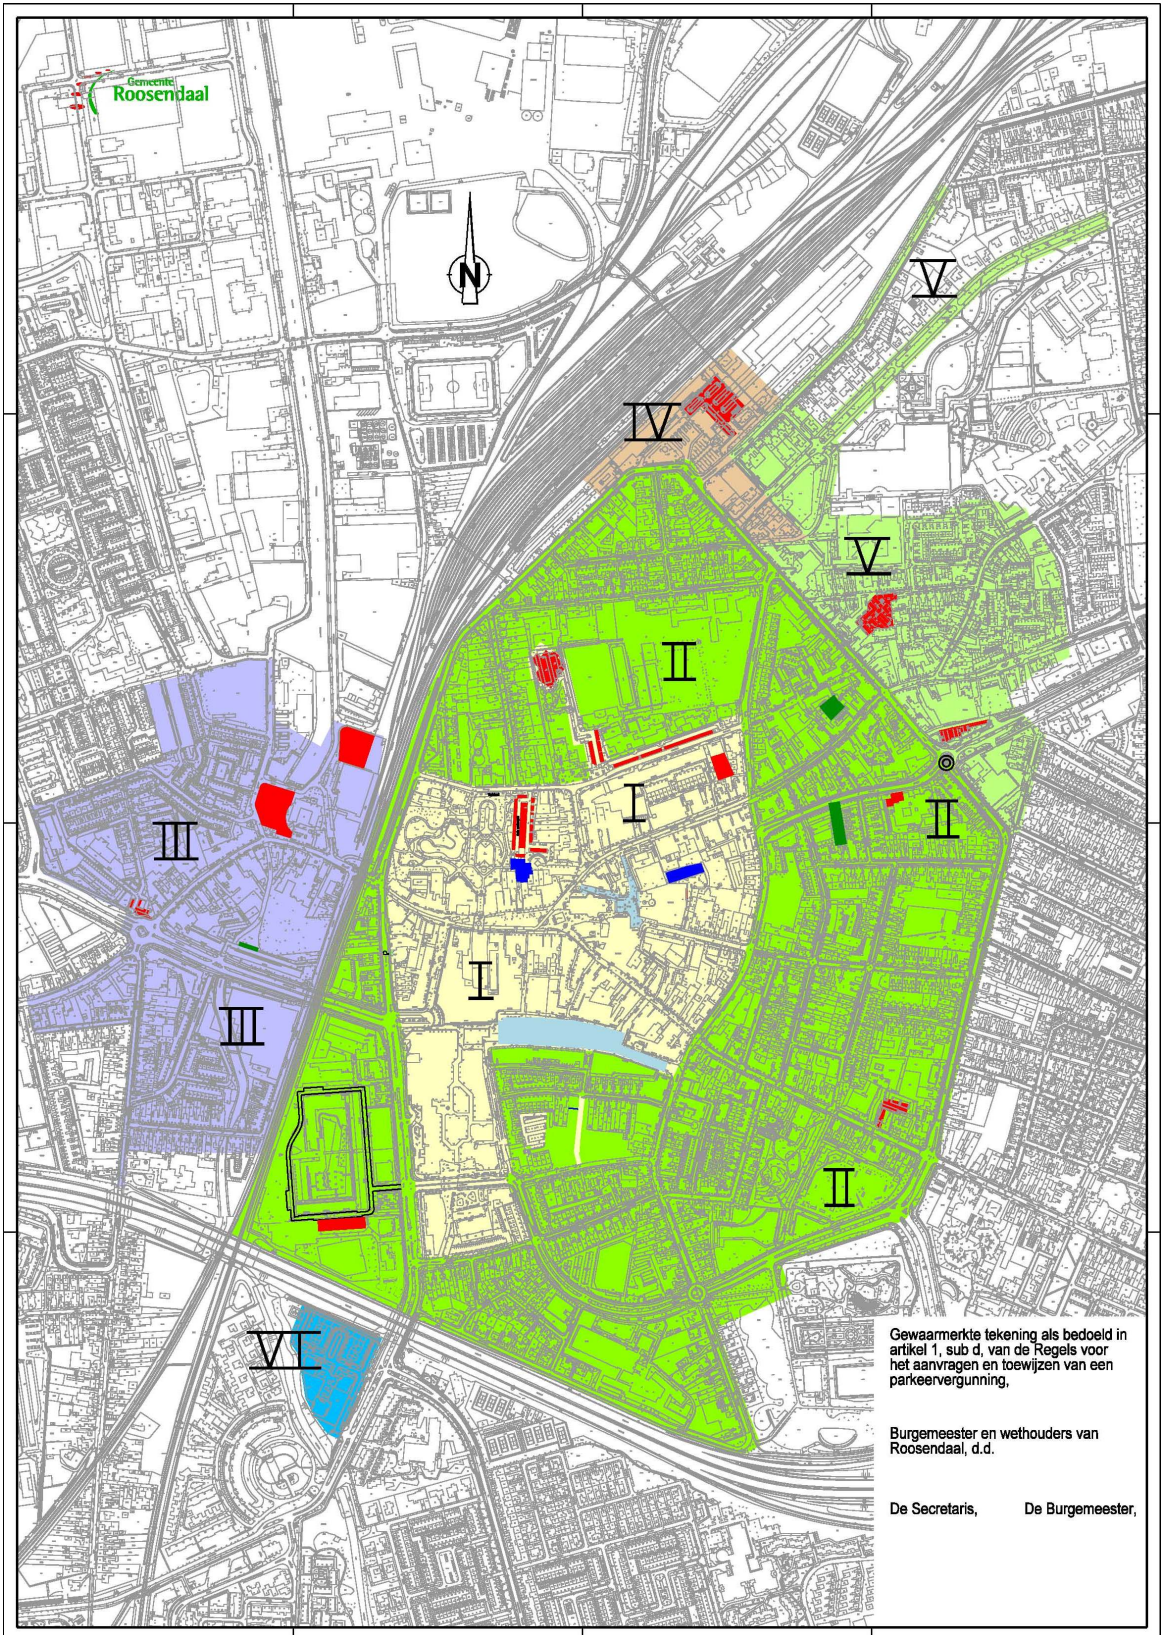 Gemeente
Roosendaal
N
V
IV
V
II
I
II
III
I
III
II
VI
Gewaarmerkte tekening als bedoeld in
artikel 1, sub d, van de Regels voor
het aanvragen en toewijzen van een
parkeervergunning,
Burgemeester en wethouders van
Roosendaal, d.d.
De Secretaris, De Burgemeester,